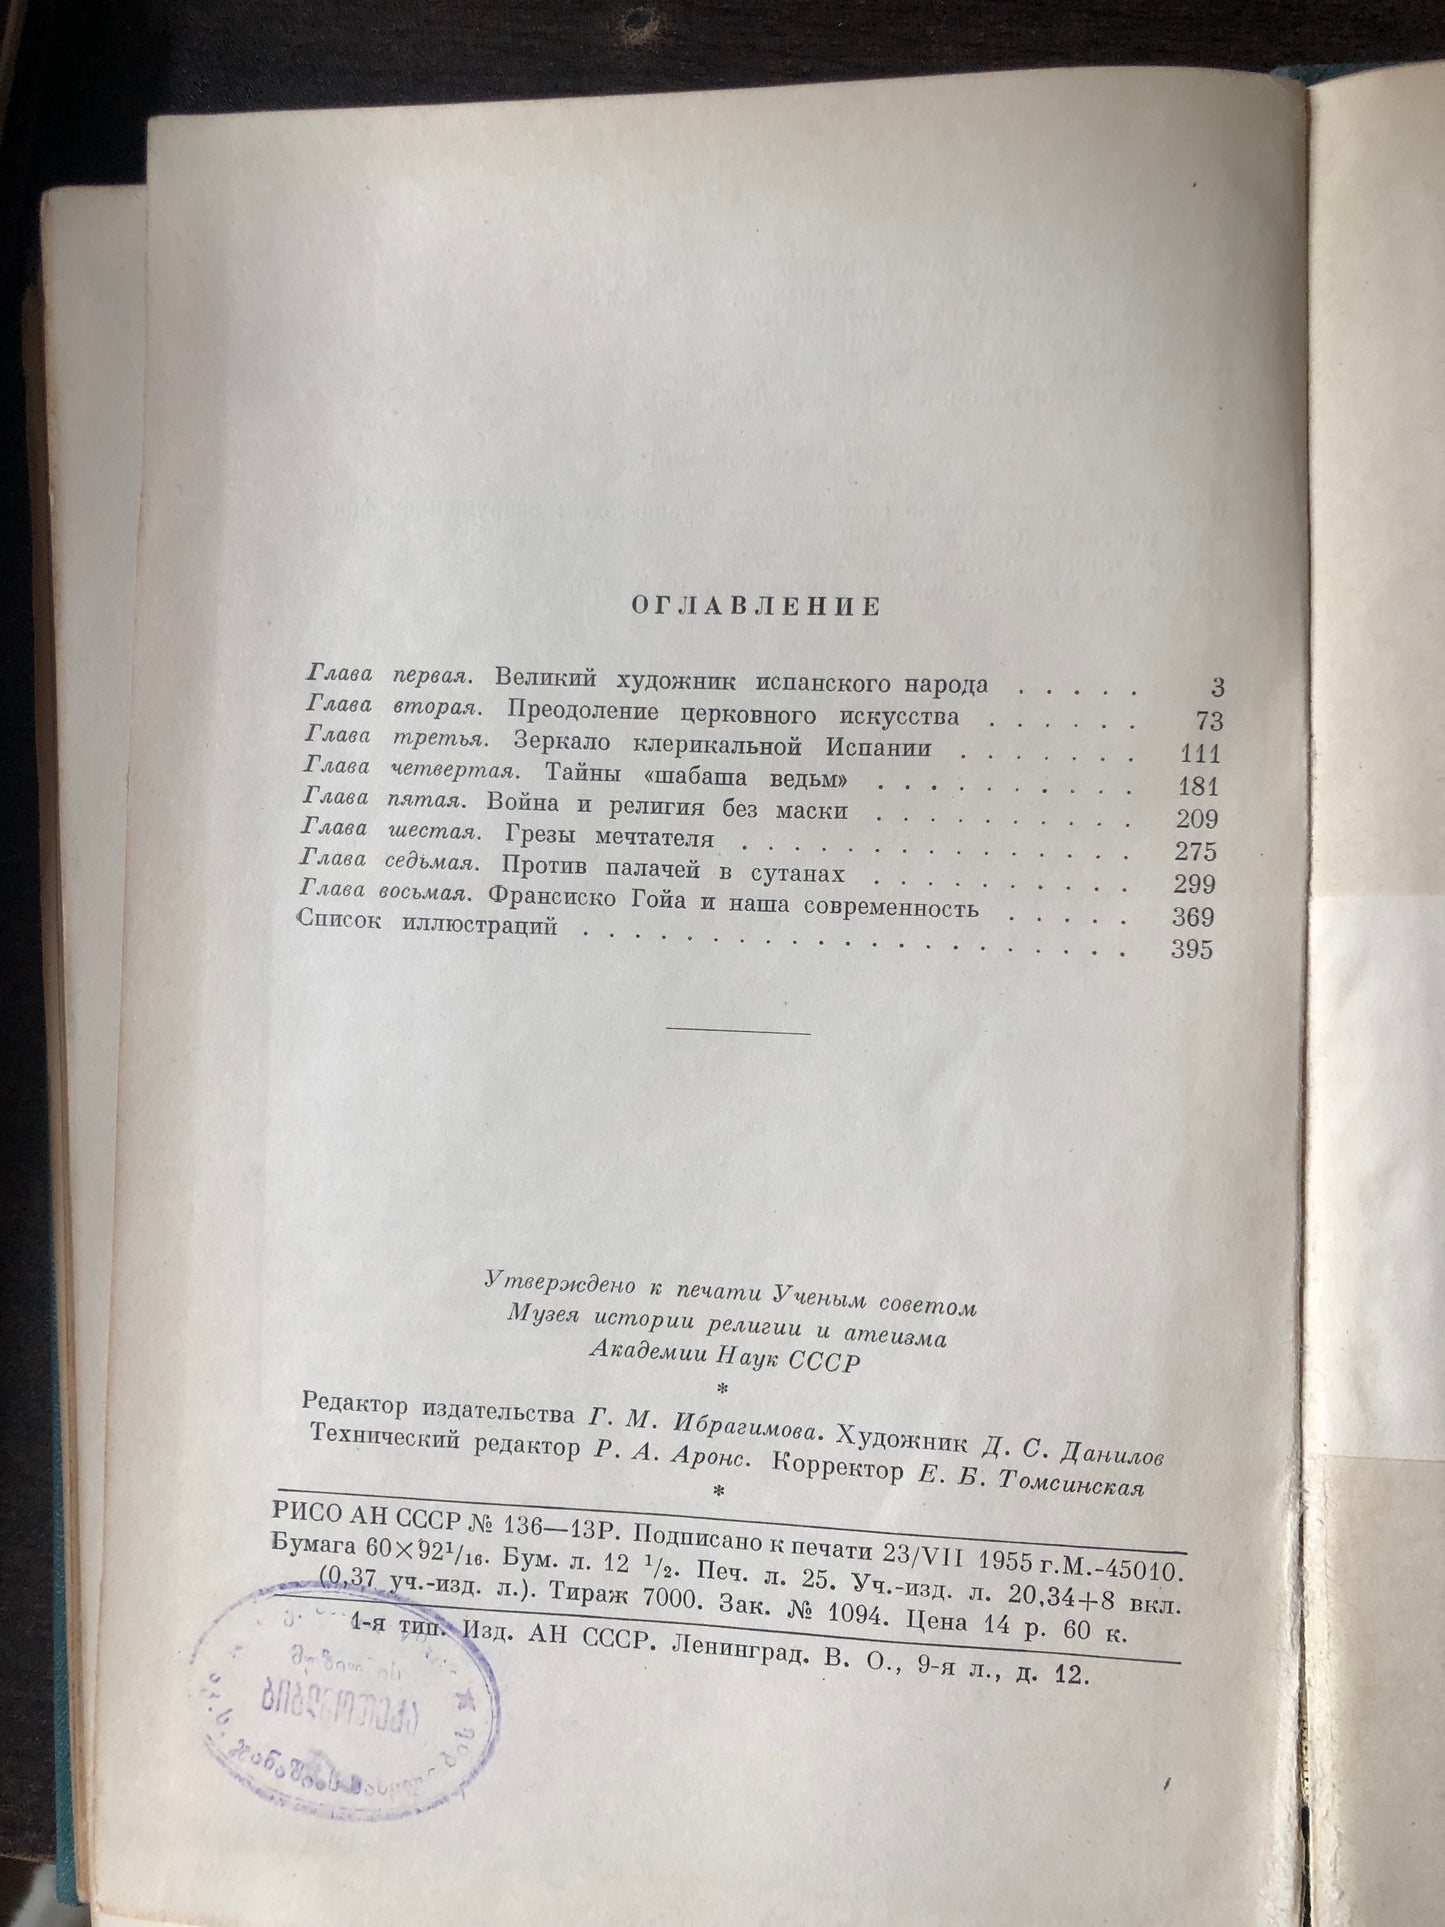 ОГЛАВЛЕНИЕ
Глава первая. Великий художник испанского народа . . . . . 3
Глава вторая. Преодоление церковного искусства . . . . . . 73
Глава третья. Зеркало клерикальной Испании . . . . . . . 111
Глава четвертая. Тайны «шабаша ведьм» . . . . . . . . . . 181
Глава пятая. Война и религия без маски . . . . . . . . . . 209
Глава шестая. Грезы мечтателя . . . . . . . . . . . . . . . 275
Глава седьмая. Против палачей в сутанах . . . . . . . . . . 299
Глава восьмая. Франсиско Гойа и наша современность . . . . . 369
Список иллюстраций . . . . . . . . . . . . . . . . . . . . . 395
Утверждено к печати Ученым советом
Музея истории религии и атеизма
Академии Наук СССР
*
Редактор издательства Г. М. Ибрагимова. Художник Д. С. Данилов
Технический редактор Р. А. Аронс. Корректор Е. Б. Томсинская
*
РИСО АН СССР № 136—13Р. Подписано к печати 23/VII 1955 г. М.-45010.
Бумага 60×92¹/₁₆. Бум. л. 12 ¹/₂. Печ. л. 25. Уч.-изд. л. 20,34+8 вкл.
(0,37 уч.-изд. л.). Тираж 7000. Зак. № 1094. Цена 14 р. 60 к.
1-я тип. Изд. АН СССР. Ленинград. В. О., 9-я л., д. 12.